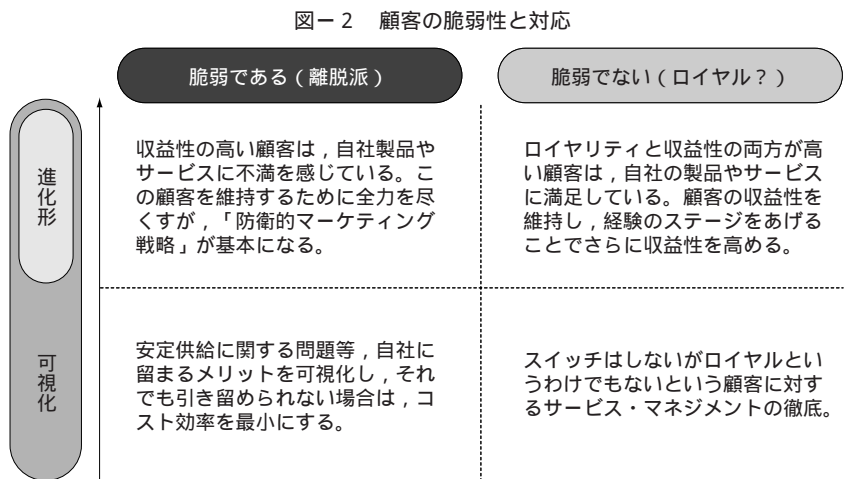 図－2　顧客の脆弱性と対応
脆弱である（離脱派）
脆弱でない（ロイヤル？）
進化形
収益性の高い顧客は，自社製品や
サービスに不満を感じている。こ
の顧客を維持するために全力を尽
くすが，「防衛的マーケティング
戦略」が基本になる。
ロイヤリティと収益性の両方が高
い顧客は，自社の製品やサービス
に満足している。顧客の収益性を
維持し，経験のステージをあげる
ことでさらに収益性を高める。
可視化
安定供給に関する問題等，自社に
留まるメリットを可視化し，それ
でも引き留められない場合は，コ
スト効率を最小にする。
スイッチはしないがロイヤルとい
うわけでもないという顧客に対す
るサービス・マネジメントの徹底。